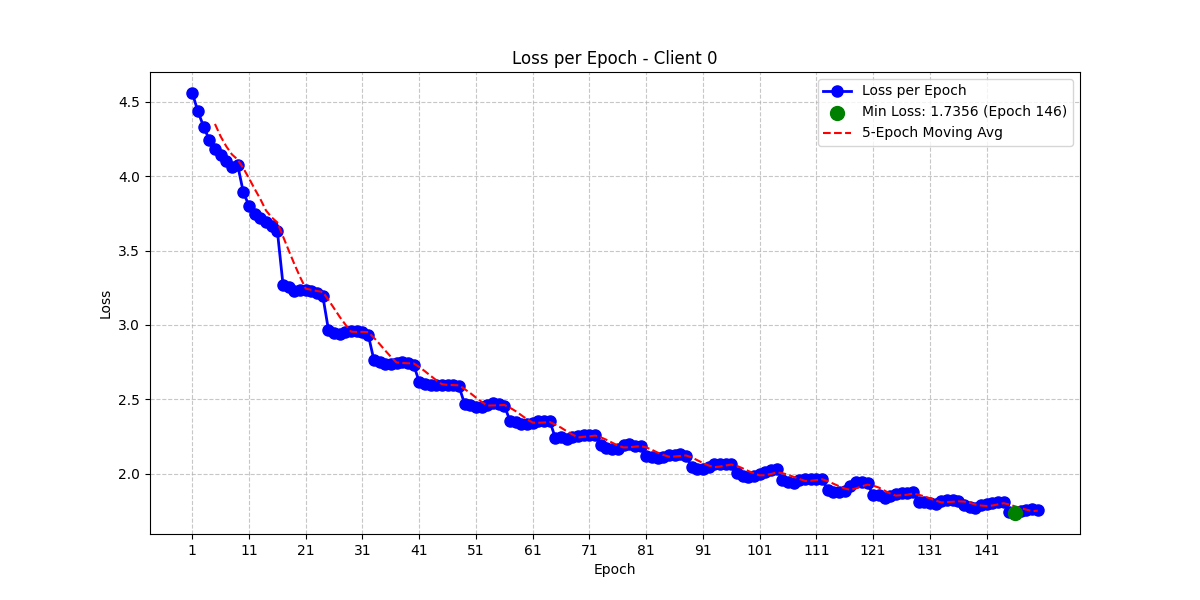 Loss per Epoch - Client 0
Loss per Epoch
Min Loss: 1.7356 (Epoch 146)
5-Epoch Moving Avg
4.5
4.0
3.5
3.0
2.5
2.0
Loss
1 11 21 31 41 51 61 71 81 91 101 111 121 131 141
Epoch